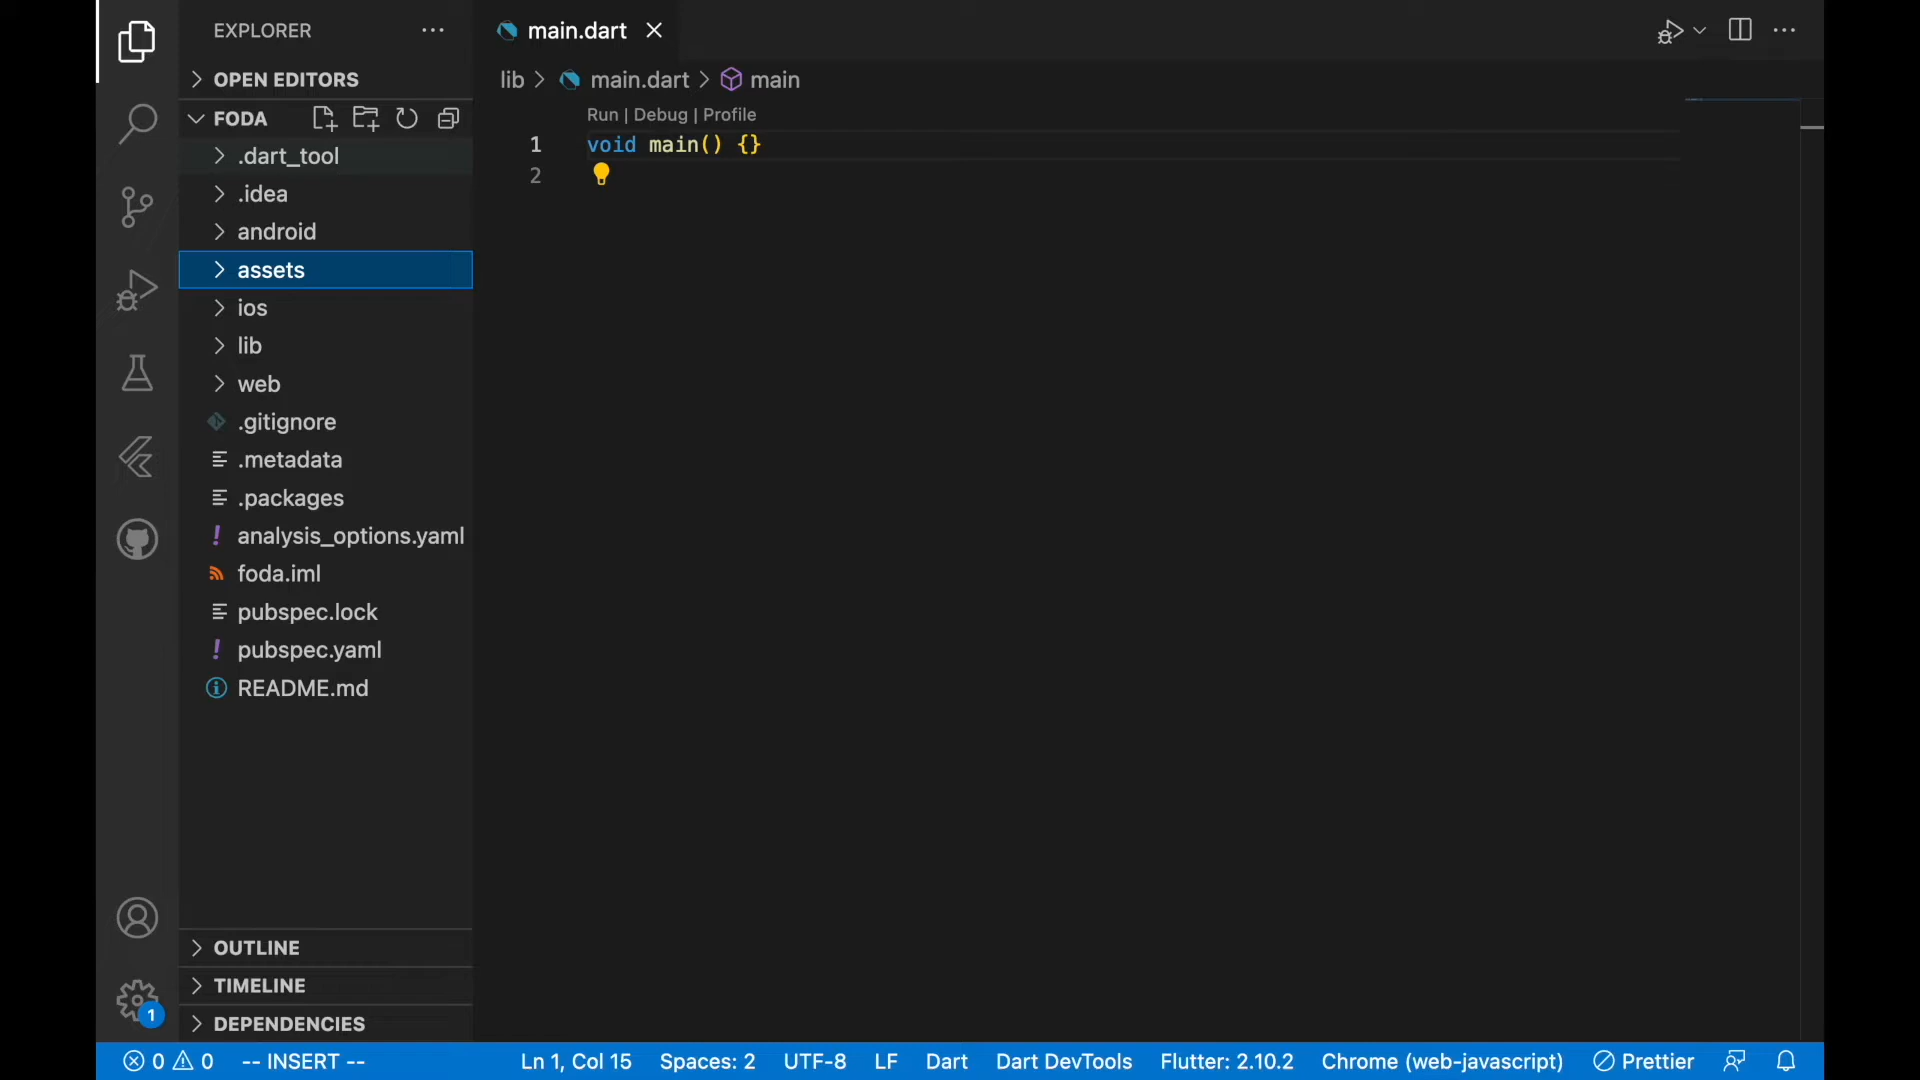 EXPLORER
OPEN EDITORS
FODA
.dart_tool
.idea
android
assets
ios
lib
web
.gitignore
.metadata
.packages
analysis_options.yaml
foda.iml
pubspec.lock
pubspec.yaml
README.md
OUTLINE
TIMELINE
DEPENDENCIES
1
main.dart
lib > main.dart > main
Run | Debug | Profile
1 void main() {}
2
0 0 -- INSERT -- Ln 1, Col 15 Spaces: 2 UTF-8 LF Dart Dart DevTools Flutter: 2.10.2 Chrome (web-javascript) Prettier